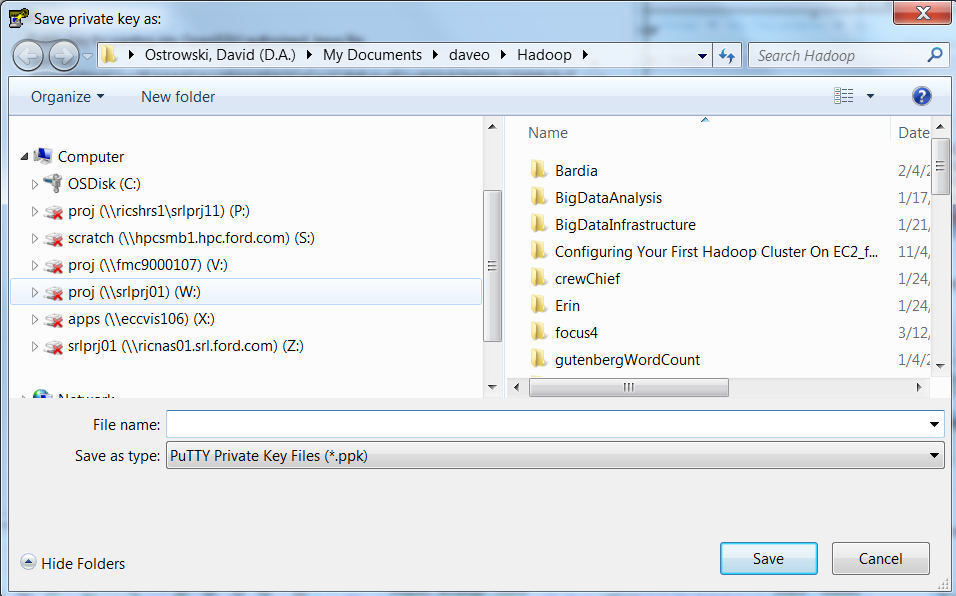 Save private key as:
Ostrowski, David (D.A.) My Documents daveo Hadoop Search Hadoop
Organize New folder
Computer
OSDisk (C:)
proj (\\ricshrs1\srlprj11) (P:)
scratch (\\hpcsmb1.hpc.ford.com) (S:)
proj (\\fmc9000107) (V:)
proj (\\srlprj01) (W:)
apps (\\eccvis106) (X:)
srlprj01 (\\ricnas01.srl.ford.com) (Z:)
Network
Name Date
Bardia 2/4/2
BigDataAnalysis 1/17,
BigDataInfrastructure 1/21,
Configuring Your First Hadoop Cluster On EC2_f... 11/4,
crewChief 1/24,
Erin 1/24,
focus4 3/12,
gutenbergWordCount 1/4/2
File name:
Save as type: PuTTY Private Key Files (*.ppk)
Hide Folders Save Cancel